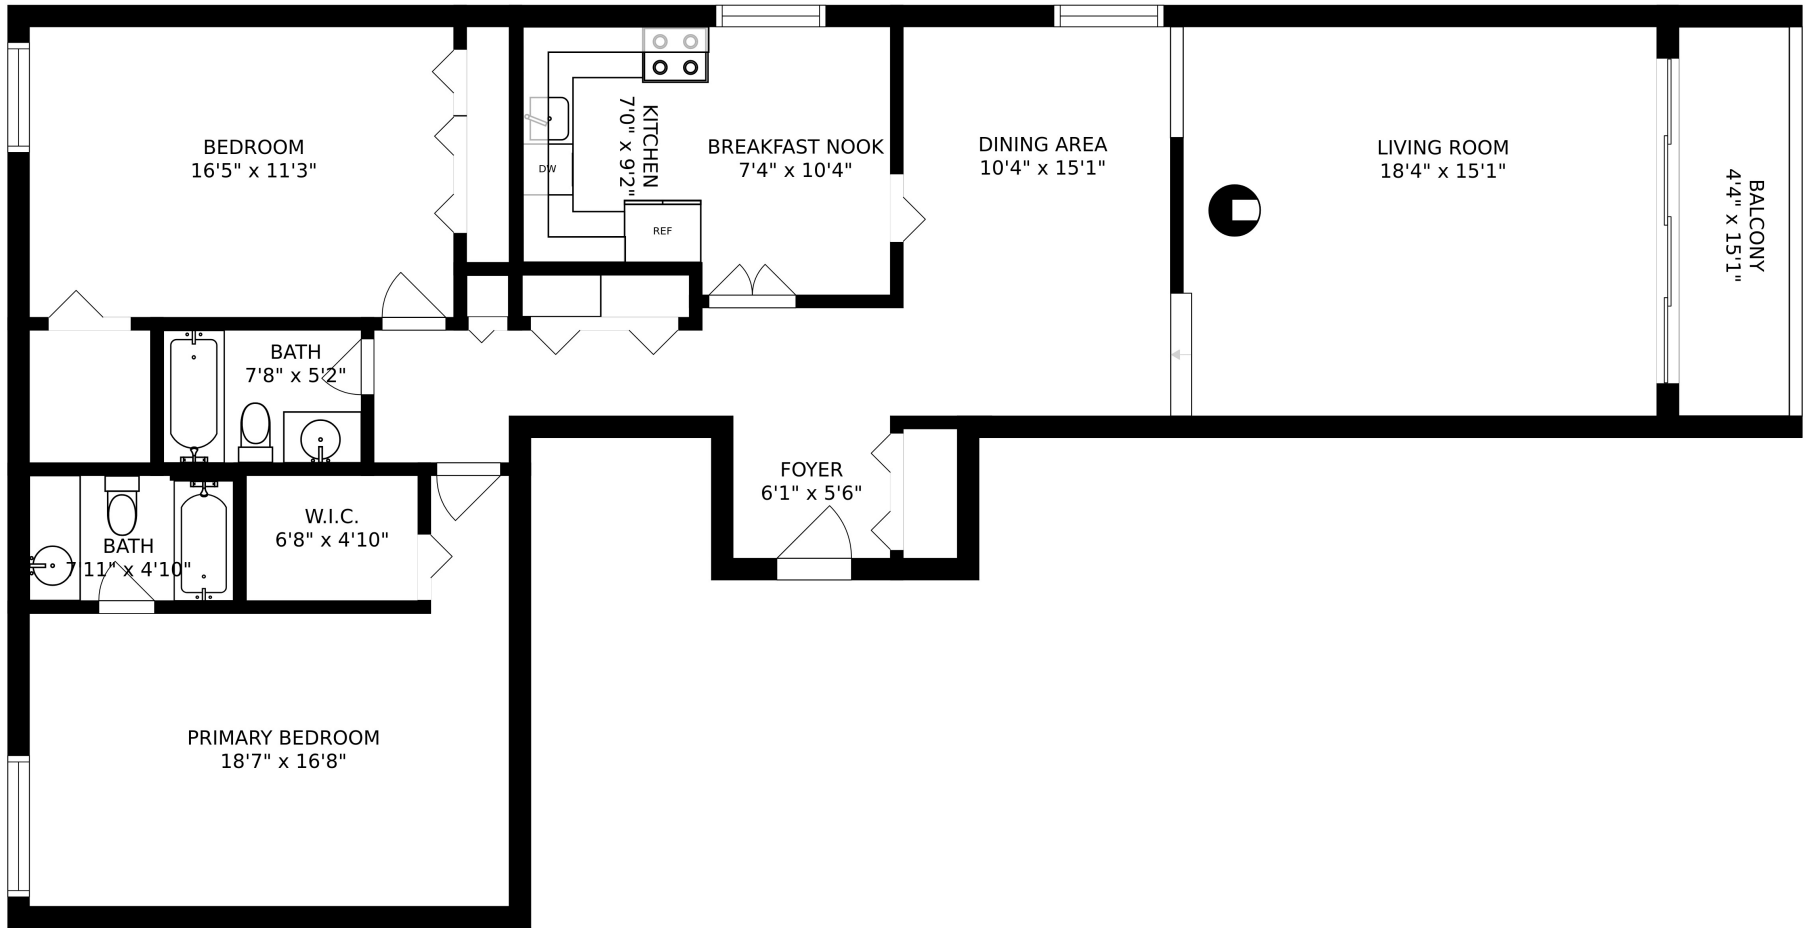 BEDROOM
16'5" x 11'3"
KITCHEN
7'0" x 9'2"
DW
REF
BREAKFAST NOOK
7'4" x 10'4"
DINING AREA
10'4" x 15'1"
LIVING ROOM
18'4" x 15'1"
BALCONY
4'4" x 15'1"
BATH
7'8" x 5'2"
FOYER
6'1" x 5'6"
W.I.C.
6'8" x 4'10"
BATH
7'11" x 4'10"
PRIMARY BEDROOM
18'7" x 16'8"